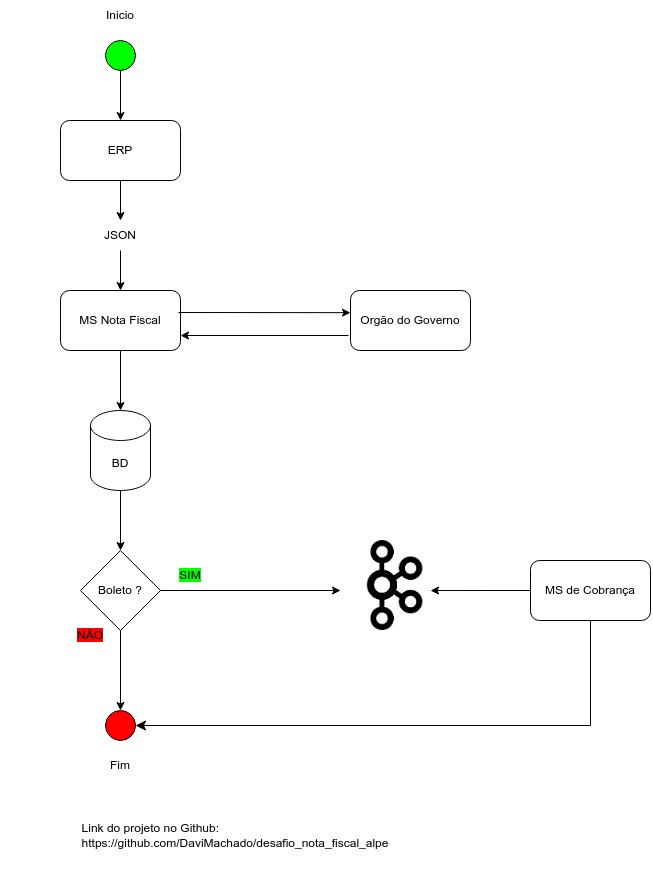 Inicio
ERP
JSON
MS Nota Fiscal
Orgão do Governo
BD
Boleto ?
SIM
MS de Cobrança
NÃO
Fim
Link do projeto no Github:
https://github.com/DaviMachado/desafio_nota_fiscal_alpe